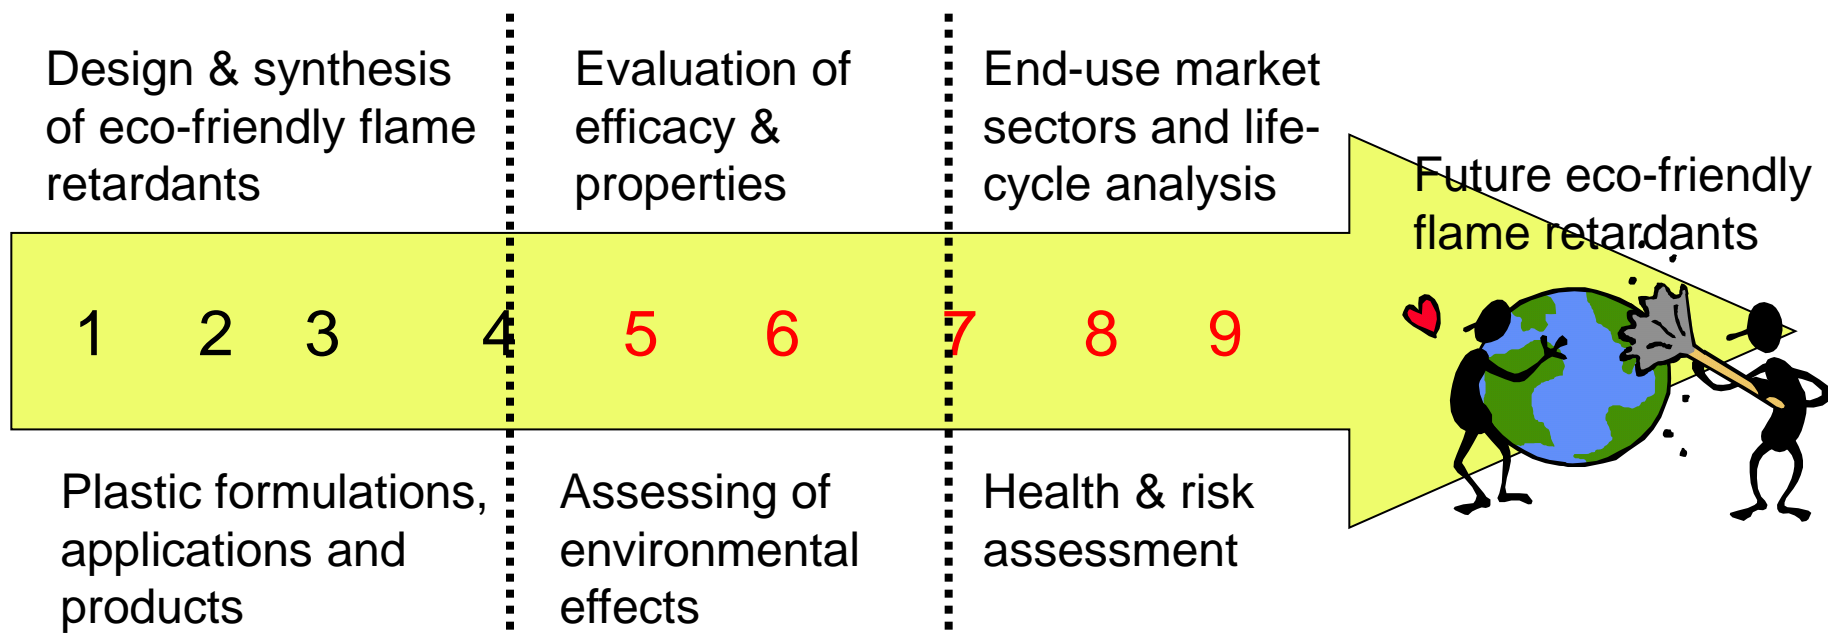 Design & synthesis
of eco-friendly flame
retardants
Evaluation of
efficacy &
properties
End-use market
sectors and life-
cycle analysis
Future eco-friendly
flame retardants
1 2 3 4 5 6 7 8 9
Plastic formulations,
applications and
products
Assessing of
environmental
effects
Health & risk
assessment